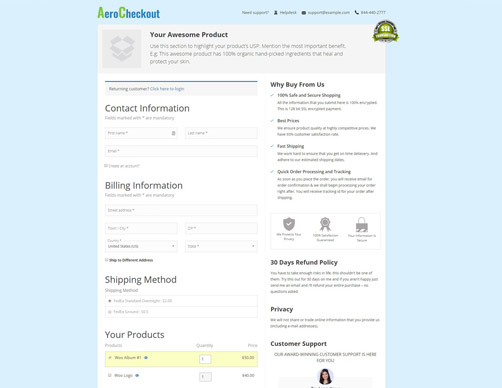 AeroCheckout
Need support? Helpdesk support@example.com 844-440-2777
SSL
Your Awesome Product
Use this section to highlight your product's USP. Mention the most important benefit.
E.g: This awesome product has 100% organic hand-picked ingredients that heal and
protect your skin.
Returning customer? Click here to login
Contact Information
Fields marked with * are mandatory
First name *
Last name *
Email *
Create an account?
Billing Information
Fields marked with * are mandatory
Street address *
Town / City *
ZIP *
Country *
United States (US)
State *
Ship to Different Address
Shipping Method
Shipping Method
FedEx Standard Overnight
FedEx Ground
Your Products
Products Quantity Price
Woo Album #1 1
Woo Logo 1
Why Buy From Us
100% Safe and Secure Shopping
All the information that you submit here is 100% encrypted.
This is 128 bit SSL encrypted payment.
Best Prices
We ensure product quality at highly competitive prices. We
have 93% customer satisfaction rate.
Fast Shipping
We work hard to ensure that you get on time delivery. And
adhere to our estimated shipping dates.
Quick Order Processing and Tracking
As soon as you place the order, you will receive email for
order confirmation & we shall begin processing your order
right after. You will receive tracking id for your order after
shipping.
We Protect Your
Privacy
100% Satisfaction
Guaranteed
Your Information Is
Secure
30 Days Refund Policy
You have to take enough risks in life, this shouldn't be one of
them. Try this out for 30 days on me and if you aren't happy just
send me an email and I'll refund your entire purchase – no
questions asked.
Privacy
We will not share or trade online information that you provide us
(including e-mail addresses).
Customer Support
OUR AWARD-WINNING CUSTOMER SUPPORT IS HERE
FOR YOU